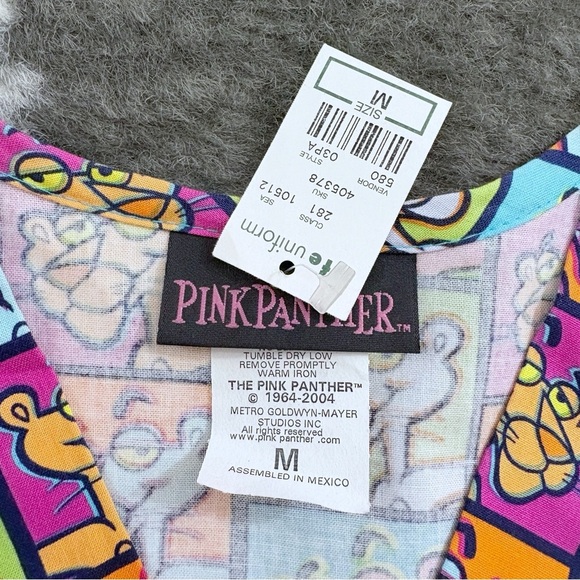 SIZE
M
580
VENDOR
03PA
STYLE
406378
SKU
281
CLASS
10512
SEA
uniform
PINK PANTHER™
TUMBLE DRY LOW
REMOVE PROMPTLY
WARM IRON
THE PINK PANTHER™
© 1964-2004
METRO GOLDWYN-MAYER
STUDIOS INC
All rights reserved
www.pink panther .com
M
ASSEMBLED IN MEXICO